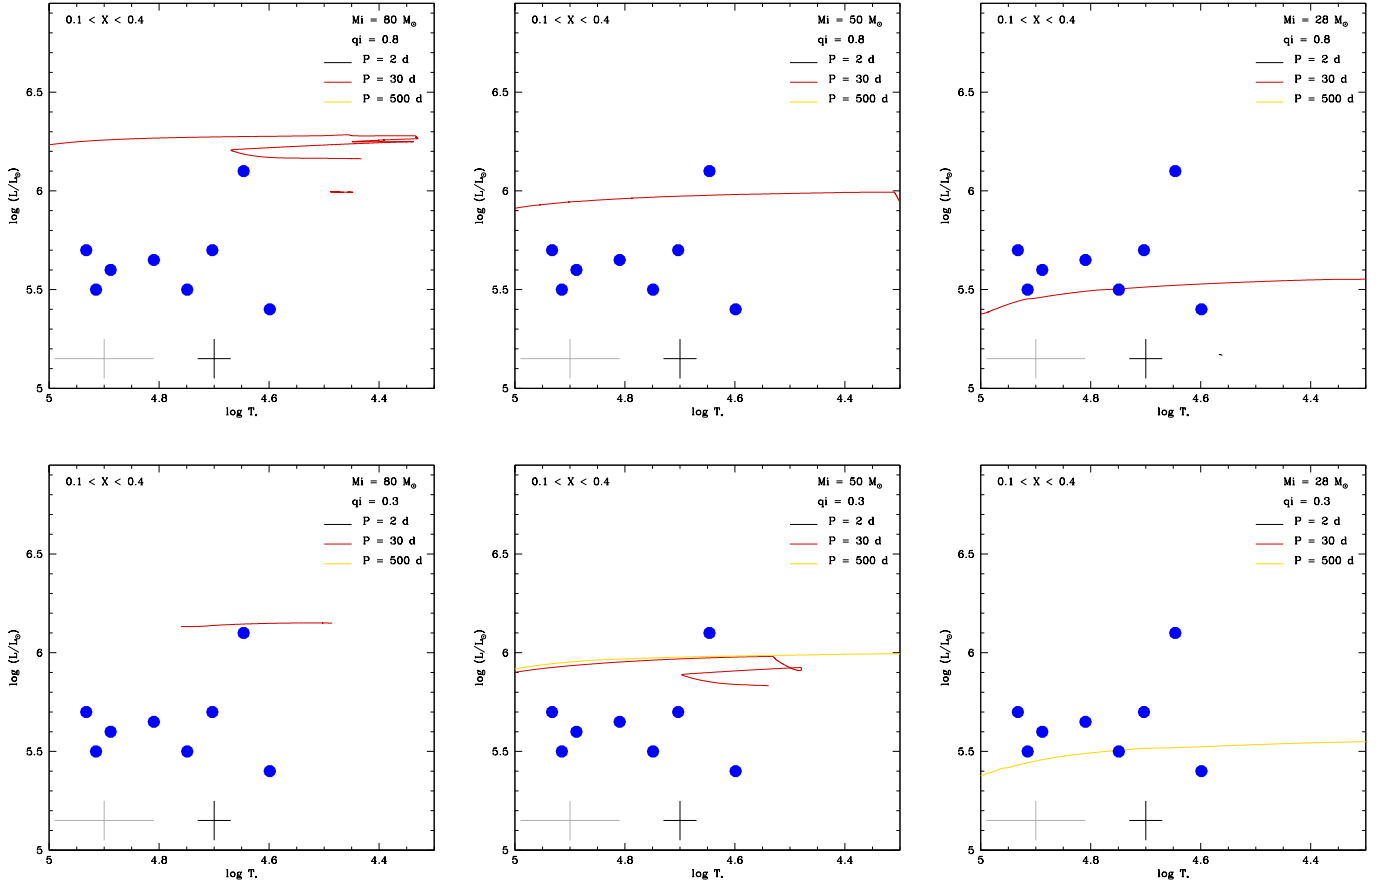 0.1 < X < 0.4 Mi = 80 M⊙
qi = 0.8
P = 2 d
P = 30 d
P = 500 d
6.5
6
5.5
5
log (L/L⊙)
5 4.8 4.6 4.4
log T*
0.1 < X < 0.4 Mi = 50 M⊙
qi = 0.8
P = 2 d
P = 30 d
P = 500 d
6.5
6
5.5
5
log (L/L⊙)
5 4.8 4.6 4.4
log T*
0.1 < X < 0.4 Mi = 28 M⊙
qi = 0.8
P = 2 d
P = 30 d
P = 500 d
6.5
6
5.5
5
log (L/L⊙)
5 4.8 4.6 4.4
log T*
0.1 < X < 0.4 Mi = 80 M⊙
qi = 0.3
P = 2 d
P = 30 d
P = 500 d
6.5
6
5.5
5
log (L/L⊙)
5 4.8 4.6 4.4
log T*
0.1 < X < 0.4 Mi = 50 M⊙
qi = 0.3
P = 2 d
P = 30 d
P = 500 d
6.5
6
5.5
5
log (L/L⊙)
5 4.8 4.6 4.4
log T*
0.1 < X < 0.4 Mi = 28 M⊙
qi = 0.3
P = 2 d
P = 30 d
P = 500 d
6.5
6
5.5
5
log (L/L⊙)
5 4.8 4.6 4.4
log T*